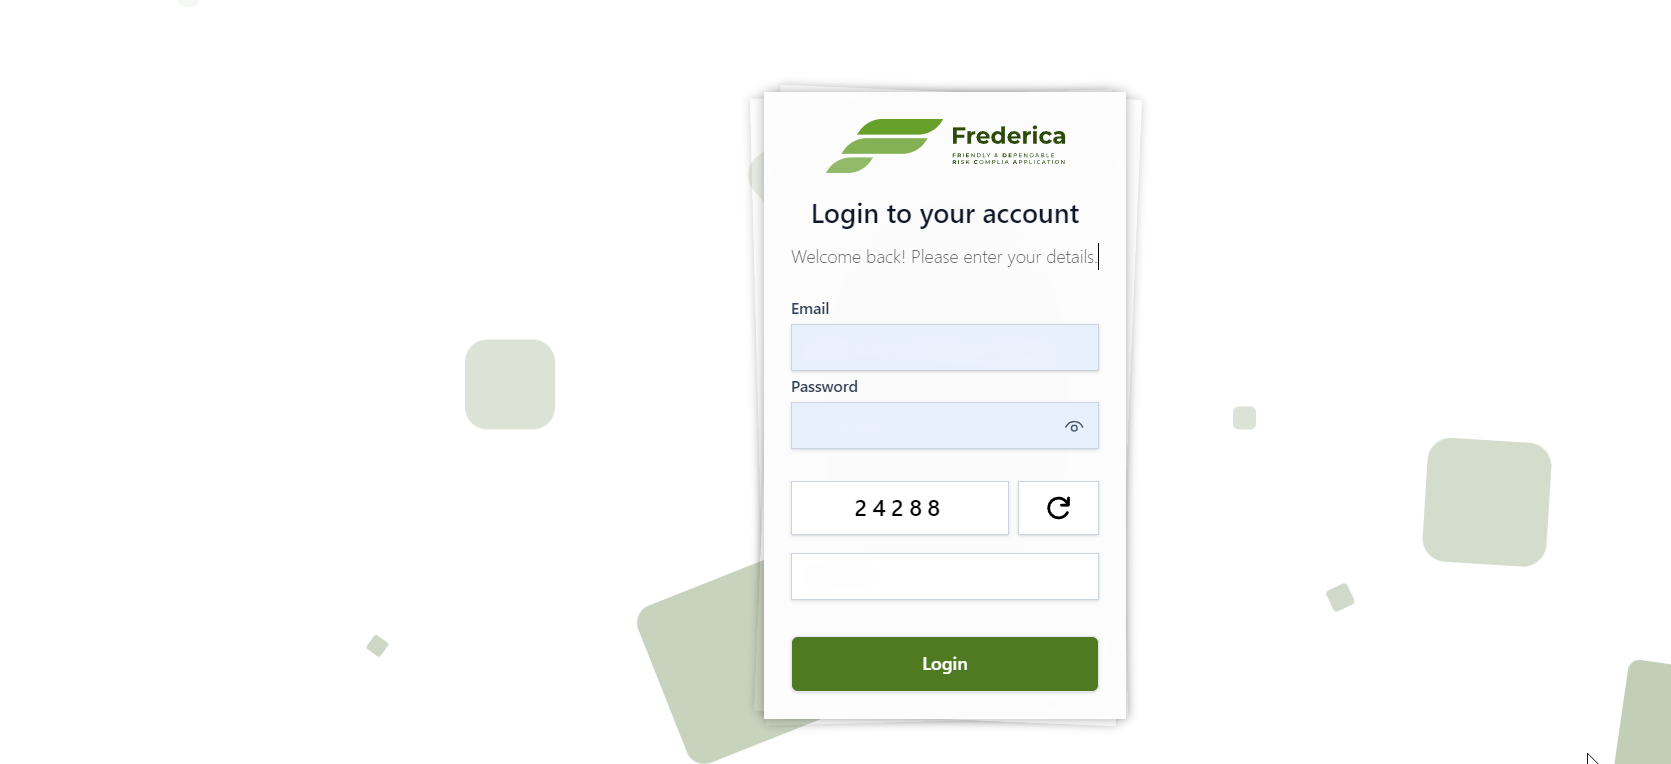 Frederica
FRIENDLY & DEPENDABLE
RISK COMPLIA APPLICATION
Login to your account
Welcome back! Please enter your details.
Email
Password
24288
Login